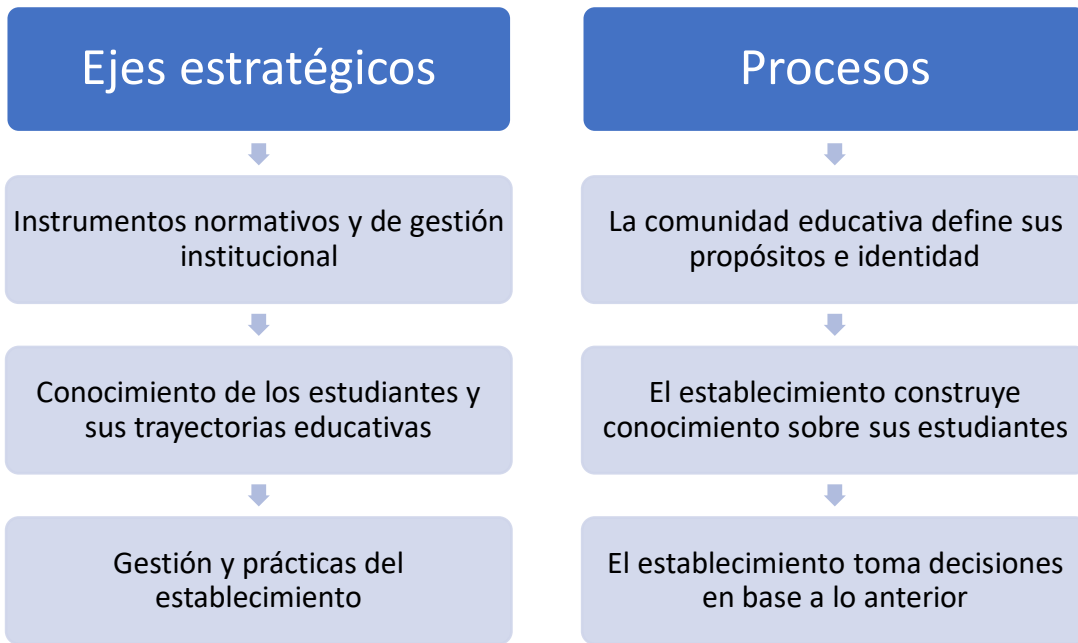 Ejes estratégicos
Instrumentos normativos y de gestión
institucional
Conocimiento de los estudiantes y
sus trayectorias educativas
Gestión y prácticas del
establecimiento
Procesos
La comunidad educativa define sus
propósitos e identidad
El establecimiento construye
conocimiento sobre sus estudiantes
El establecimiento toma decisiones
en base a lo anterior